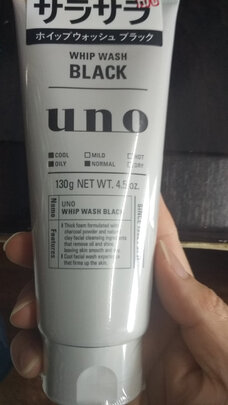 サラサラ
ホイップウォッシュ ブラック
WHIP WASH
BLACK
uno
COOL MILD HOT
OILY NORMAL DRY
130g NET WT. 4.5 oz.
Name
UNO
WHIP WASH BLACK
Features
Thick foam formulated with
charcoal powder and natural
clay facial cleansing ingredients
that remove oil and
leaving skin smooth and
Cool facial wash experience
that firms up the skin.